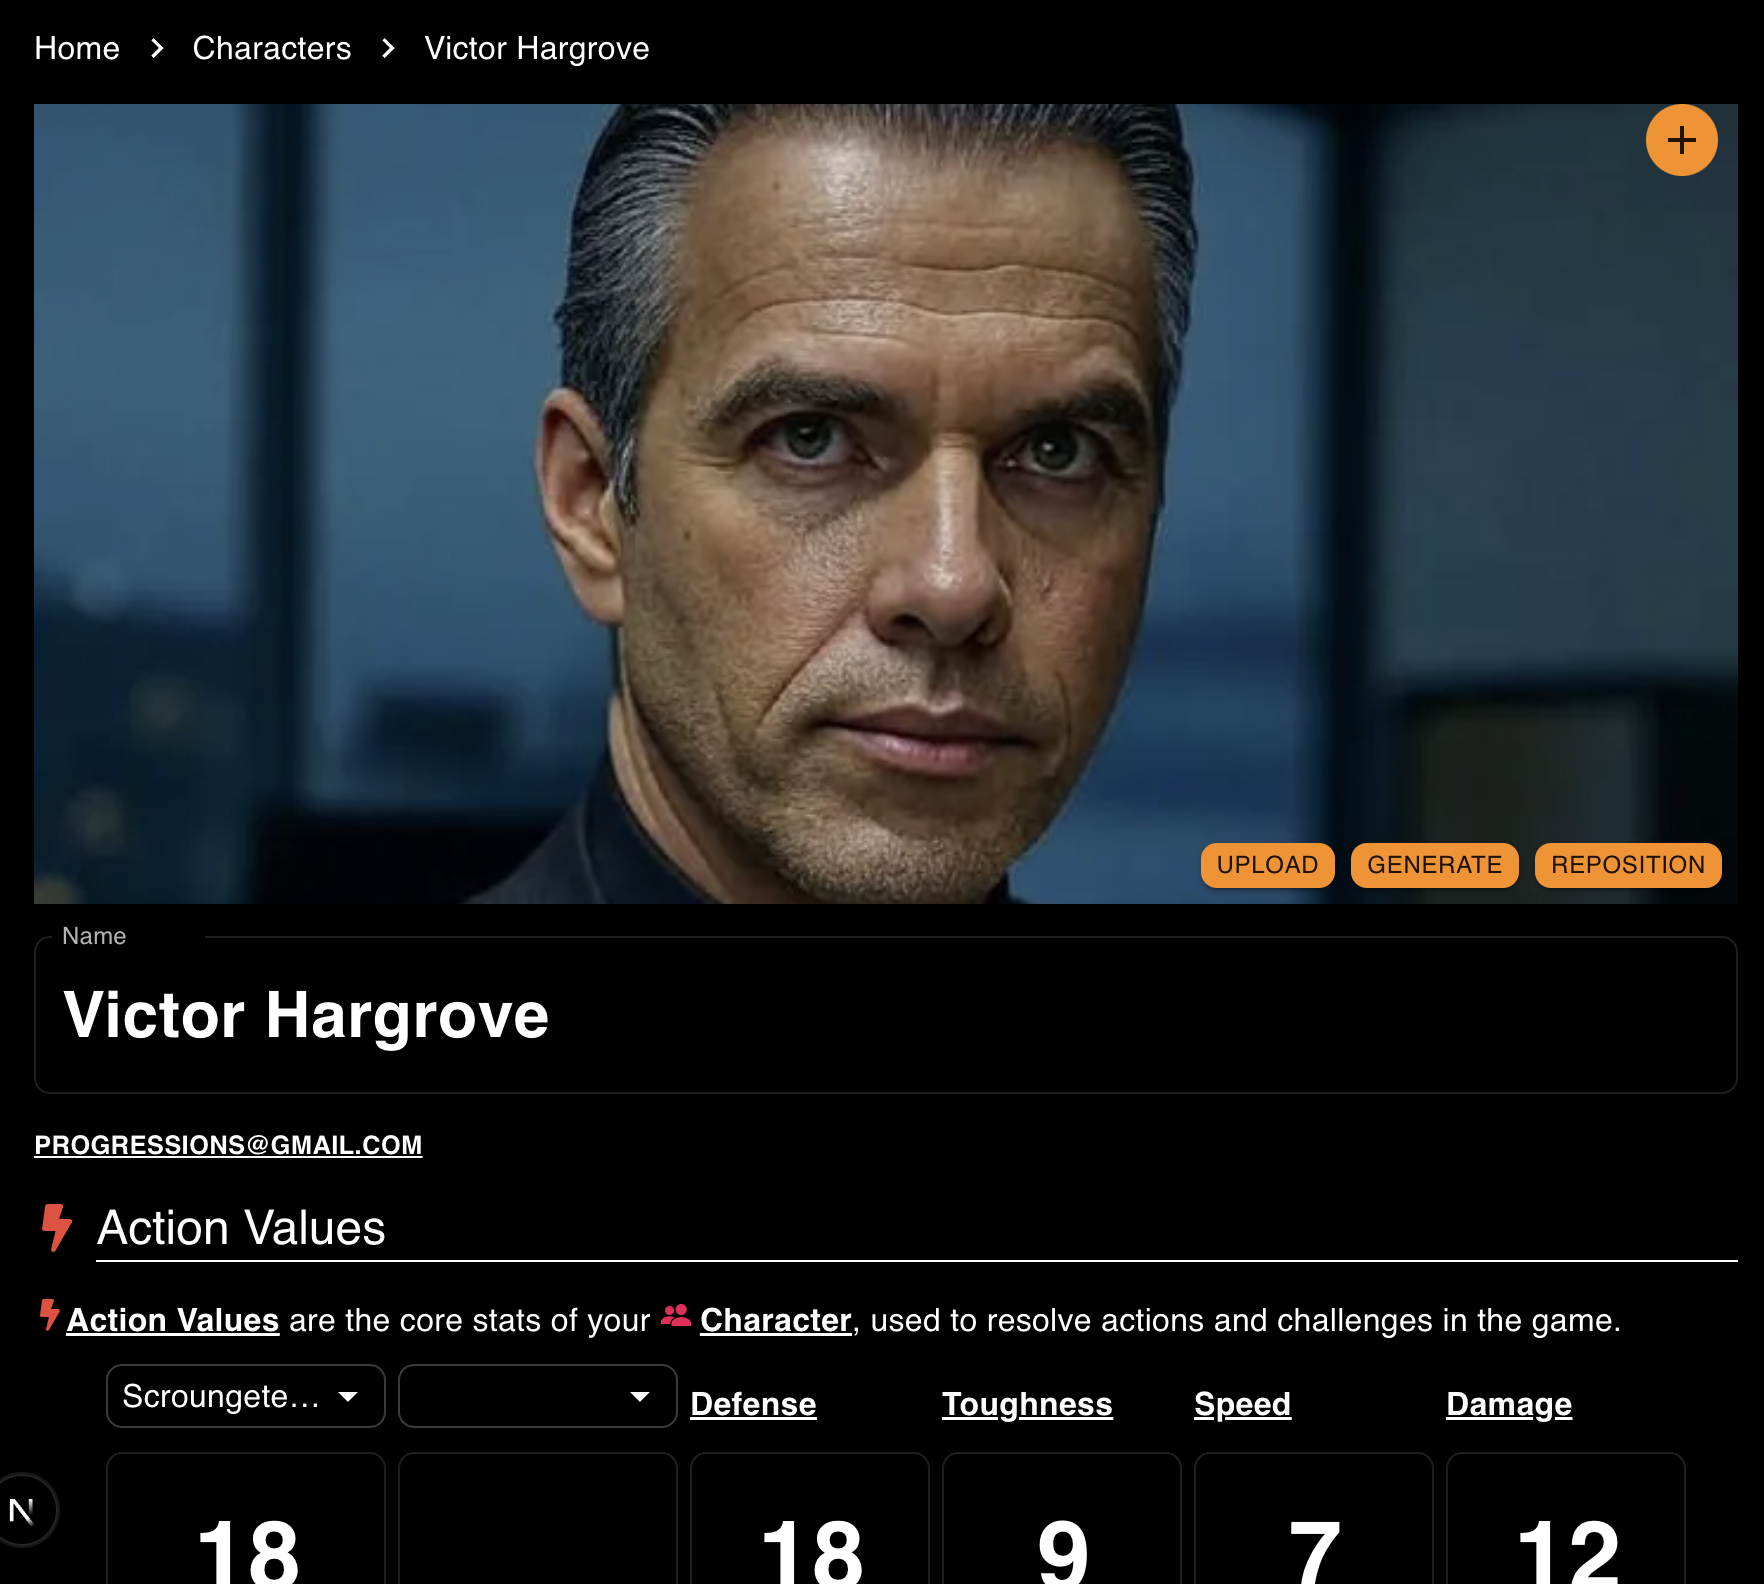 Home > Characters > Victor Hargrove
+
UPLOAD GENERATE REPOSITION
Name
Victor Hargrove
PROGRESSIONS@GMAIL.COM
Action Values
Action Values are the core stats of your Character, used to resolve actions and challenges in the game.
Scroungete... Defense Toughness Speed Damage
18 18 9 7 12
N